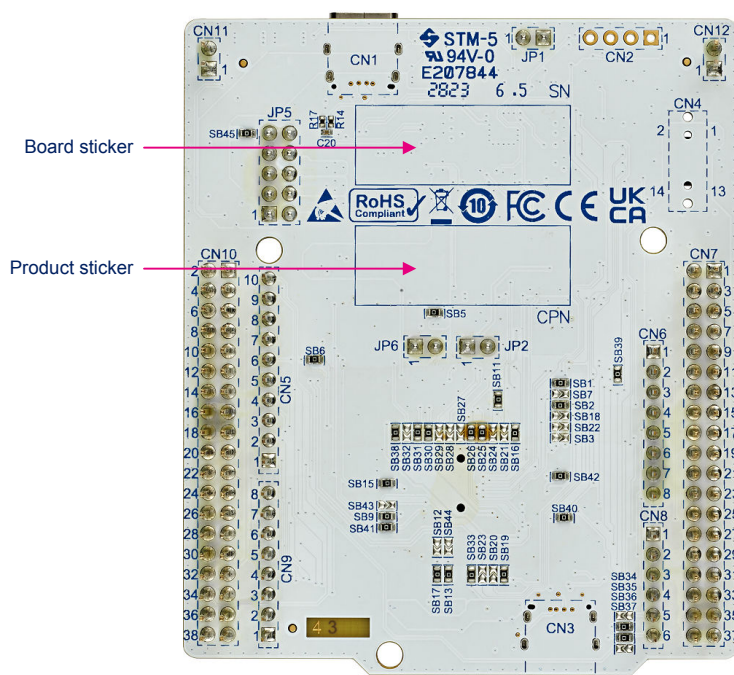 CN11
1
CN1
STM-5
94V-0
E207844
2823 6.5 SN
1
JP1
CN2
1
CN12
1
JP5
SB45
R17
R14
C20
1
CN4
2 1
14 13
Board sticker
RoHS
Compliant
10
FC CE
UK
CA
Product sticker
CPN
SB5
JP6
1
JP2
1
SB6
SB11
SB39
SB27
CN10
2
4
6
8
10
12
14
16
18
20
22
24
26
28
30
32
34
36
38
10
9
8
7
6
5
4
3
2
1
CN5
8
7
6
5
4
3
2
1
CN9
CN7
1
3
5
7
9
11
13
15
17
19
21
23
25
27
29
31
33
35
37
CN6
1
2
3
4
5
6
7
8
CN8
1
2
3
4
5
6
SB1
SB7
SB2
SB18
SB22
SB3
SB38
SB32
SB31
SB30
SB29
SB28
SB26
SB25
SB24
SB21
SB16
SB15
SB42
SB43
SB9
SB41
SB40
SB12
SB44
SB17
SB13
SB33
SB23
SB20
SB19
SB34
SB35
SB36
SB37
CN3
4 3